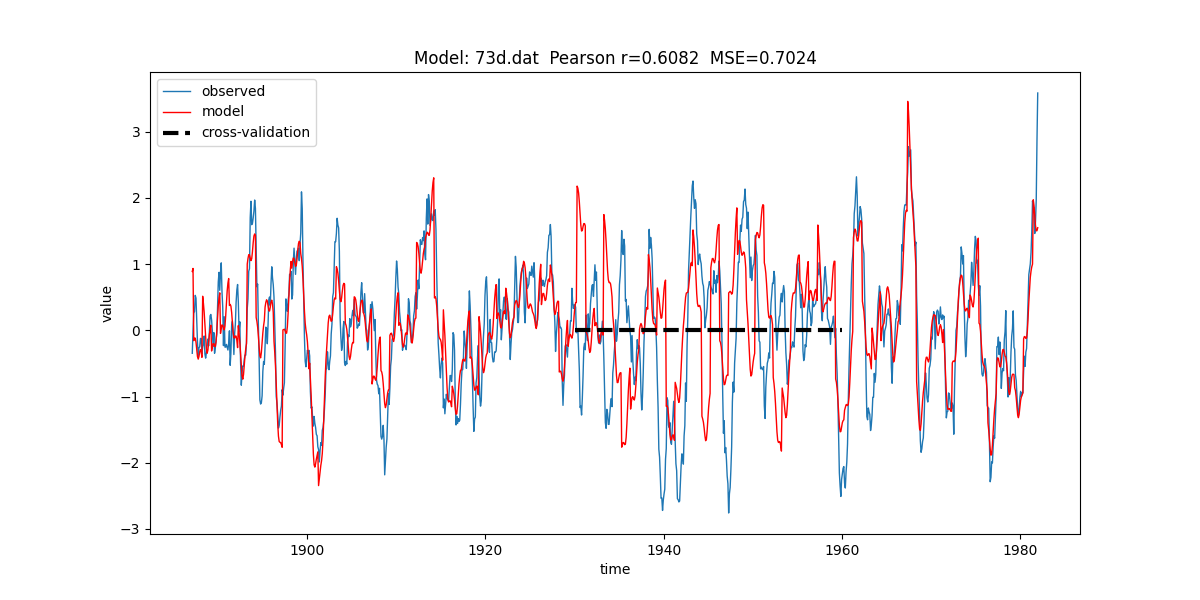 Model: 73d.dat  Pearson r=0.6082  MSE=0.7024
observed
model
cross-validation
value
3
2
1
0
−1
−2
−3
1900
1920
1940
1960
1980
time